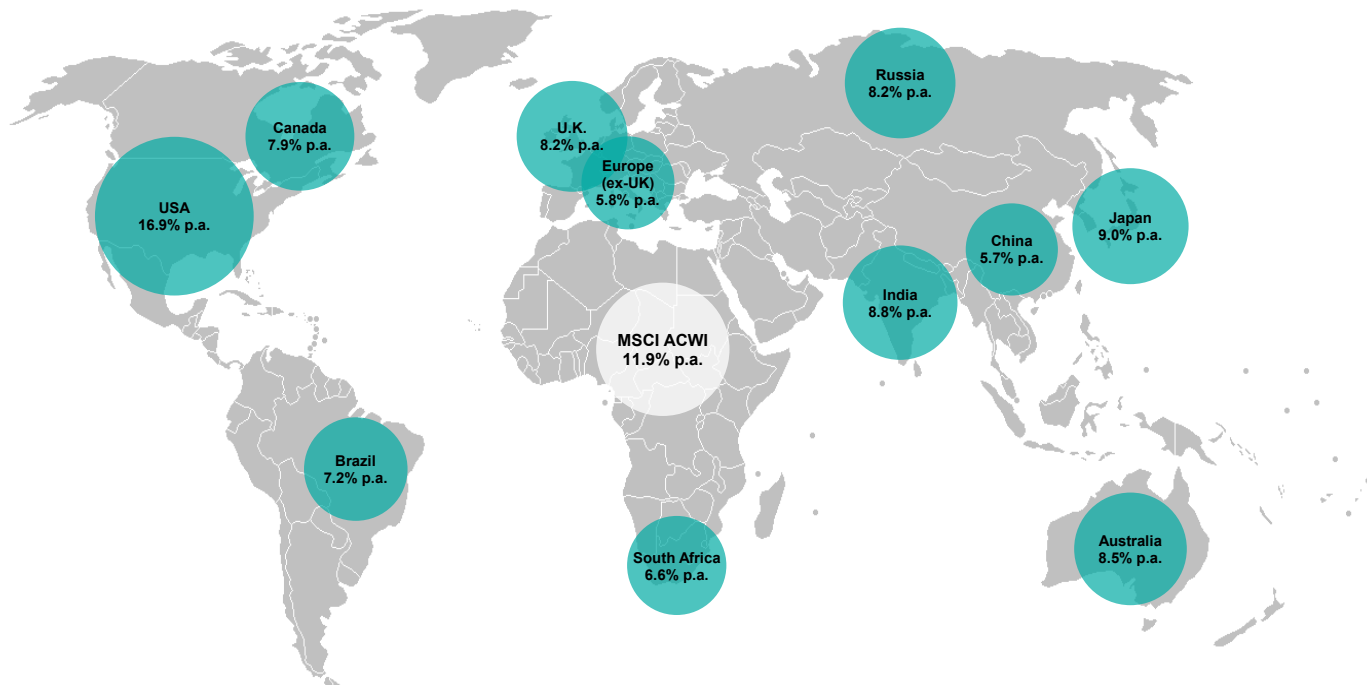 Russia
8.2% p.a.
Canada
7.9% p.a.
U.K.
8.2% p.a.
Europe
(ex-UK)
5.8% p.a.
USA
16.9% p.a.
Japan
9.0% p.a.
China
5.7% p.a.
India
8.8% p.a.
MSCI ACWI
11.9% p.a.
Brazil
7.2% p.a.
South Africa
6.6% p.a.
Australia
8.5% p.a.